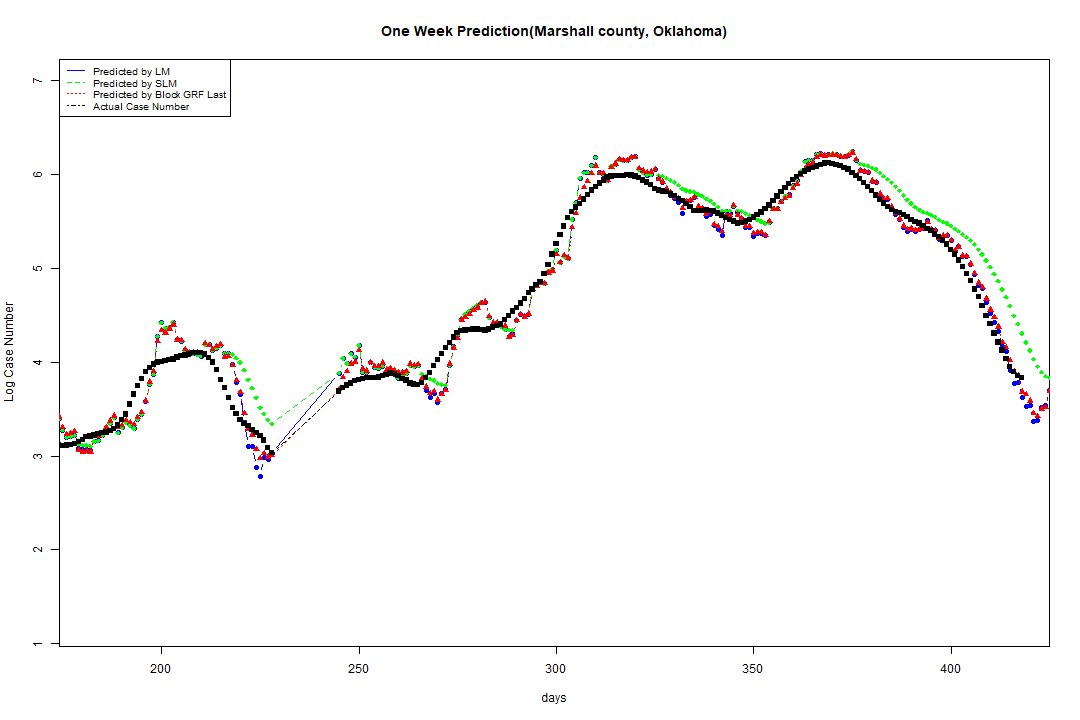 One Week Prediction(Marshall county, Oklahoma)
Predicted by LM
Predicted by SLM
Predicted by Block GRF Last
Actual Case Number
7
6
5
4
3
2
1
Log Case Number
200 250 300 350 400
days